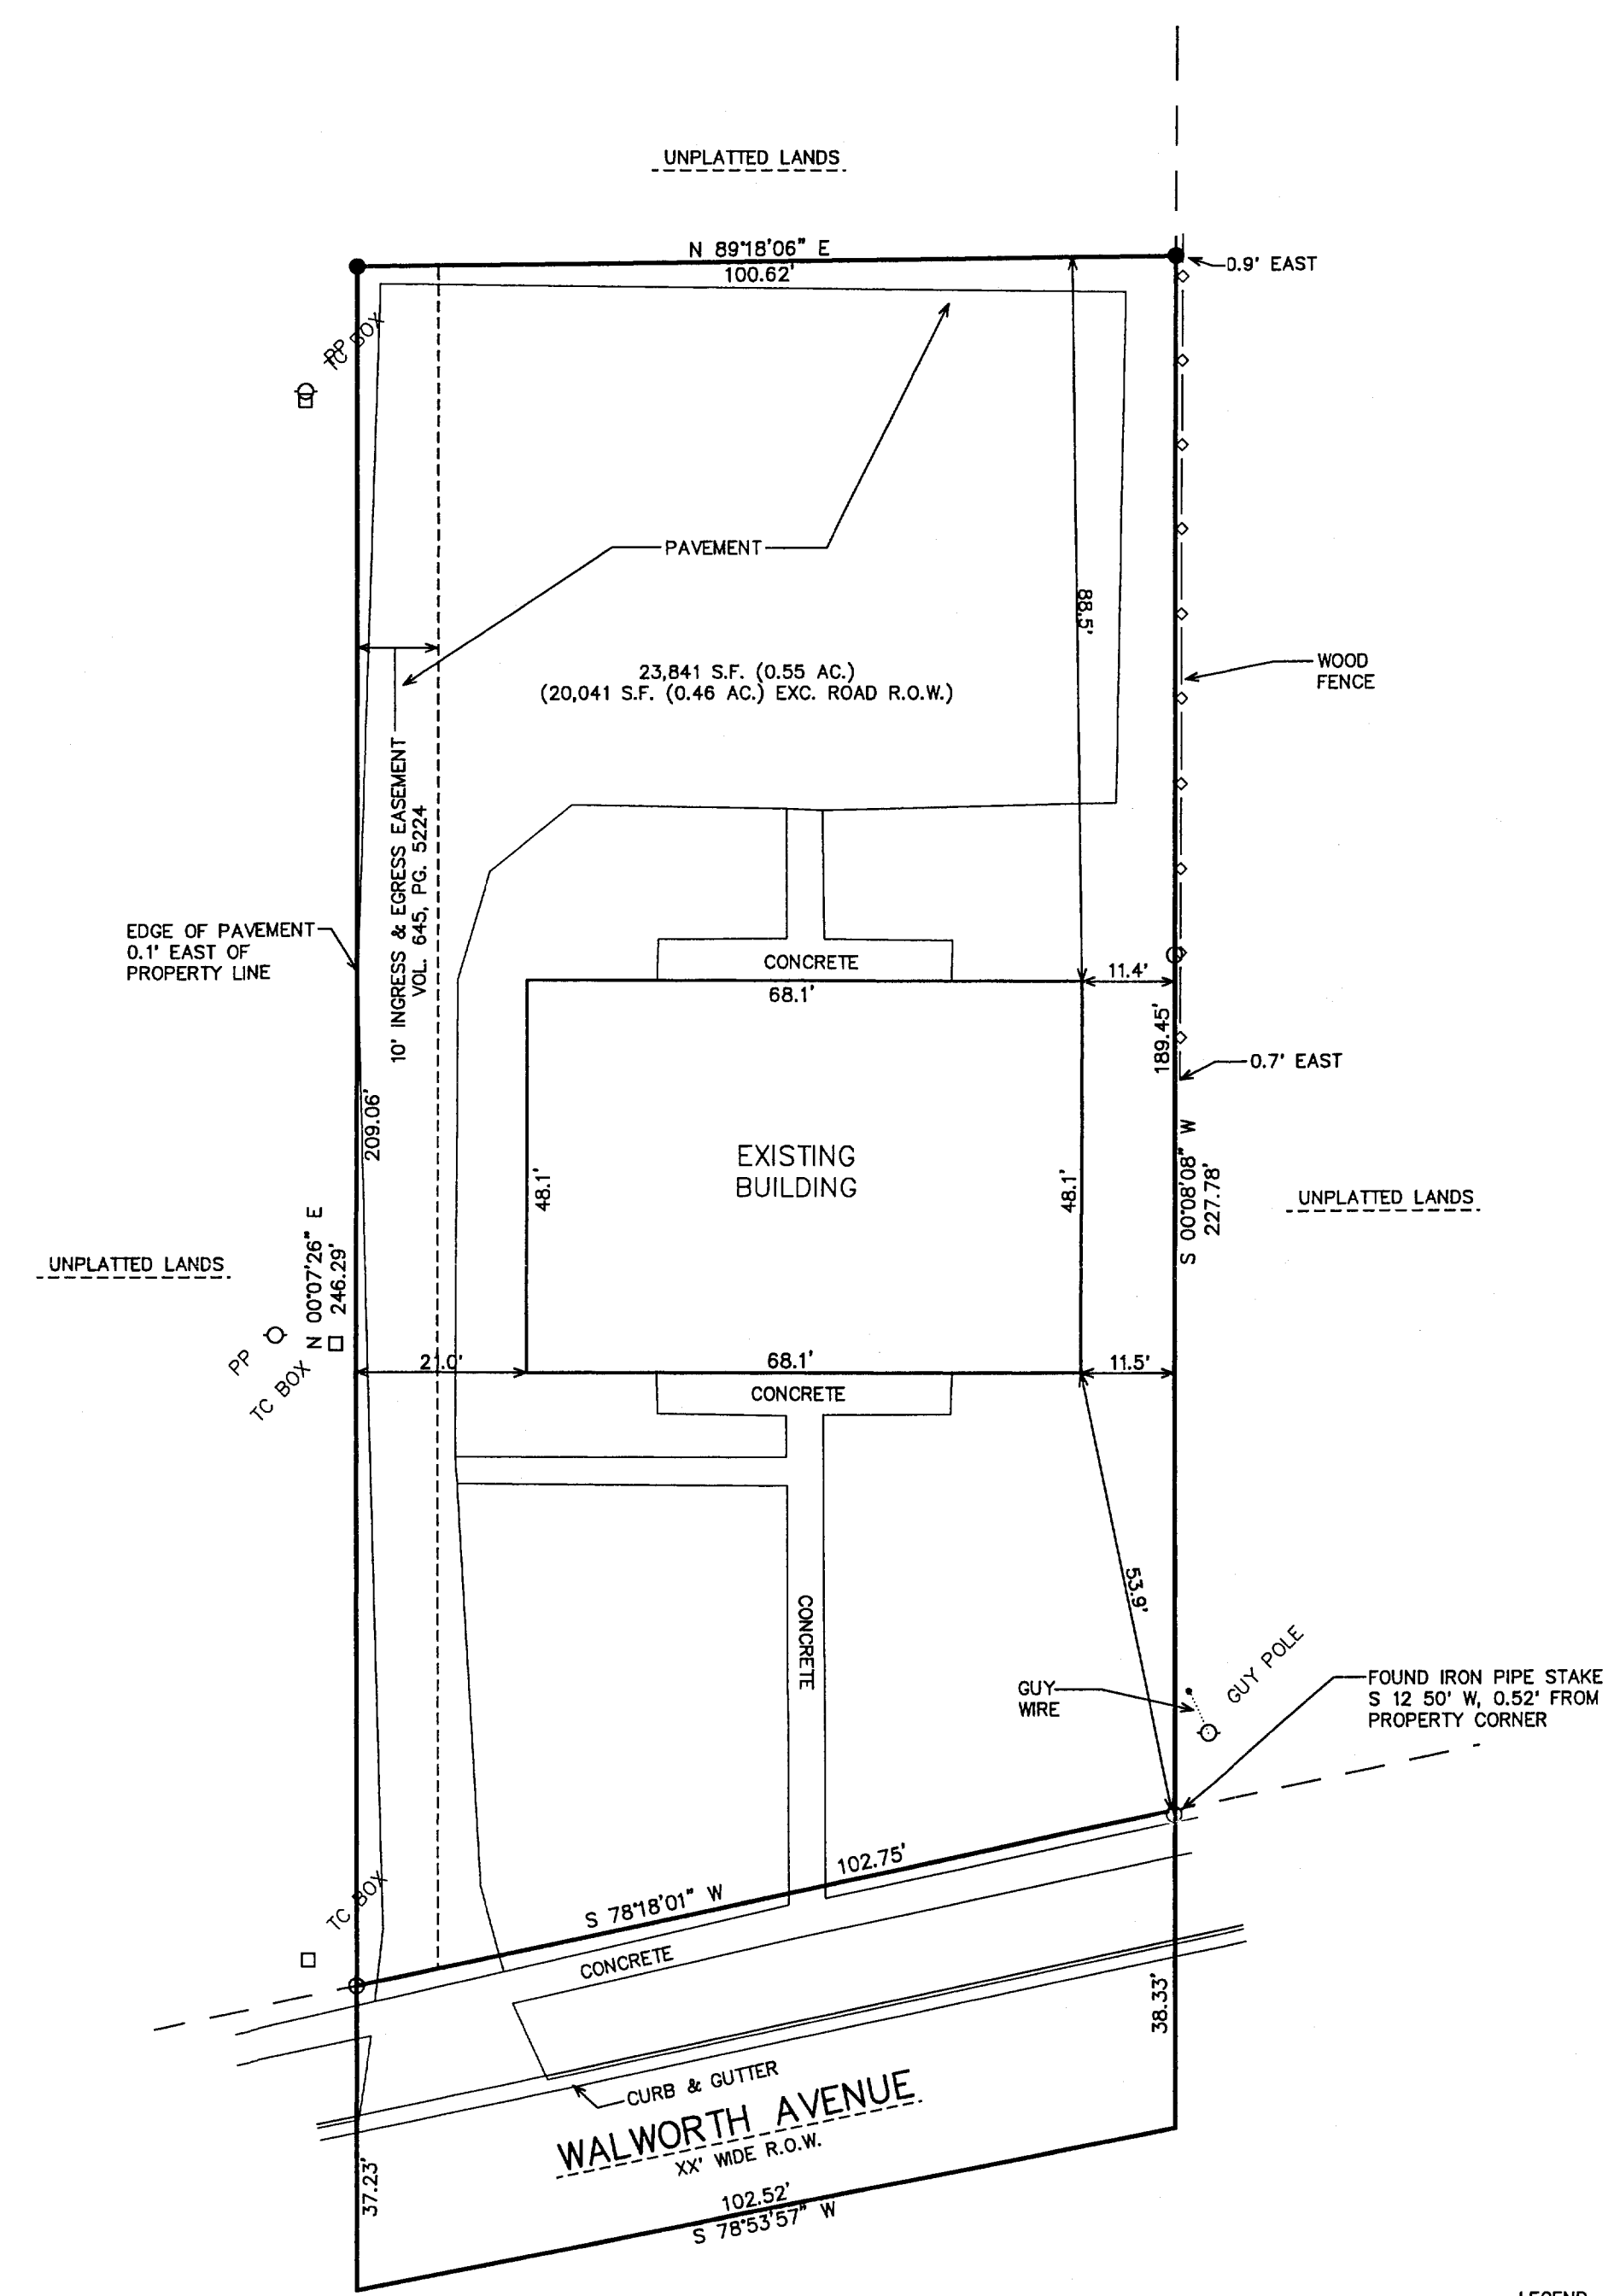 UNPLATTED LANDS
N 89°18'06" E
100.62'
0.9' EAST
PP
TC BOX
PAVEMENT
88.5'
23,841 S.F. (0.55 AC.)
(20,041 S.F. (0.46 AC.) EXC. ROAD R.O.W.)
WOOD
FENCE
10' INGRESS & EGRESS EASEMENT
VOL. 645, PG. 5224
EDGE OF PAVEMENT
0.1' EAST OF
PROPERTY LINE
CONCRETE
68.1'
11.4'
189.45'
0.7' EAST
209.06'
EXISTING
BUILDING
48.1'
48.1'
S 00°08'08" W
227.78'
UNPLATTED LANDS
UNPLATTED LANDS
N 00°07'26" E
246.29'
PP
TC BOX
21.0'
68.1'
11.5'
CONCRETE
53.9'
CONCRETE
GUY
WIRE
GUY POLE
FOUND IRON PIPE STAKE
S 12 50' W, 0.52' FROM
PROPERTY CORNER
102.75'
S 78°18'01" W
TC BOX
CONCRETE
38.33'
CURB & GUTTER
WALWORTH AVENUE
XX' WIDE R.O.W.
37.23'
102.52'
S 78°53'57" W
LEGEND